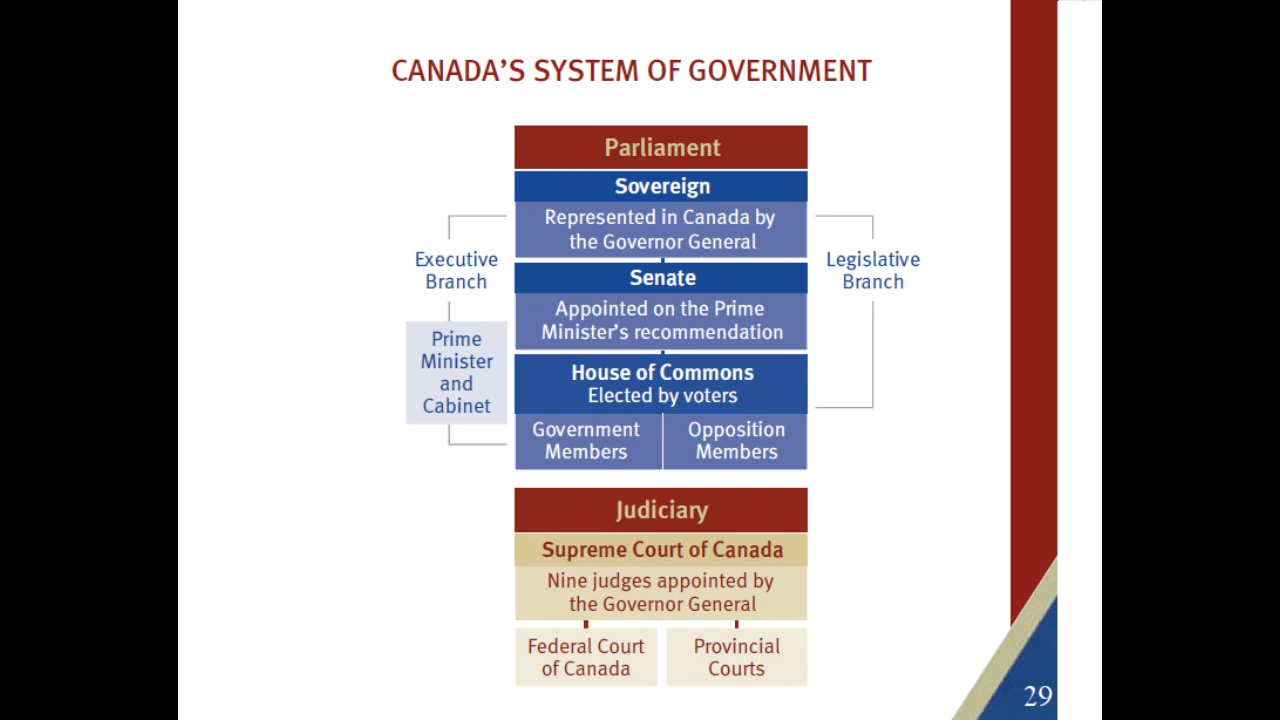 CANADA’S SYSTEM OF GOVERNMENT
Parliament
Sovereign
Represented in Canada by
the Governor General
Executive
Branch
Legislative
Branch
Senate
Appointed on the Prime
Minister’s recommendation
Prime
Minister
and
Cabinet
House of Commons
Elected by voters
Government
Members
Opposition
Members
Judiciary
Supreme Court of Canada
Nine judges appointed by
the Governor General
Federal Court
of Canada
Provincial
Courts
29